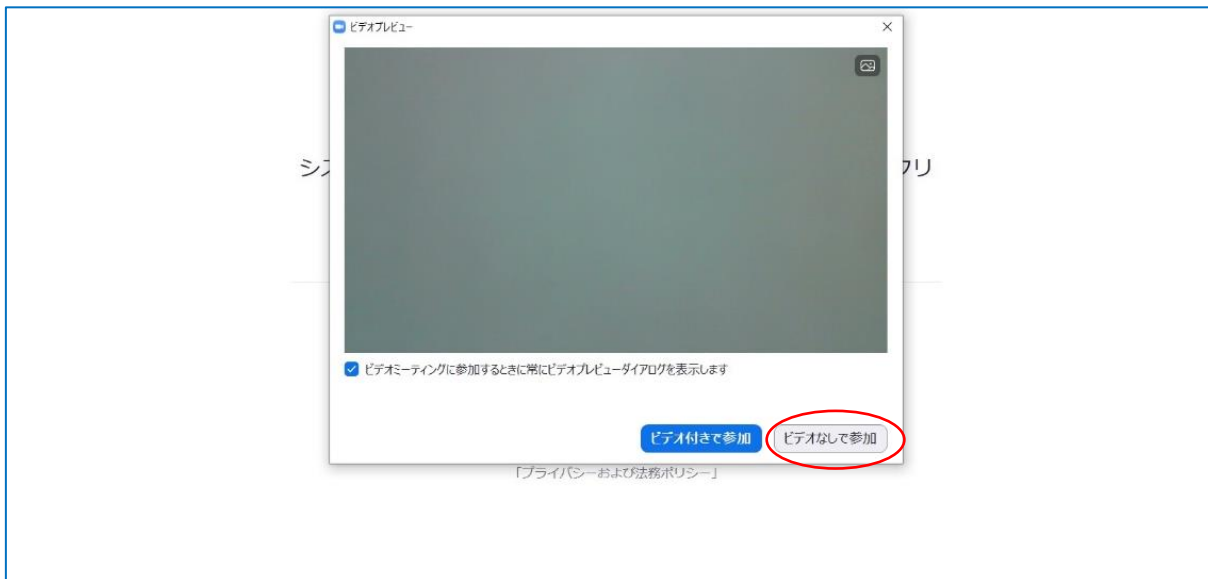 ビデオプレビュー
シス
フリ
ビデオミーティングに参加するときに常にビデオプレビューダイアログを表示します
ビデオ付きで参加
ビデオなしで参加
「プライバシーおよび法務ポリシー」